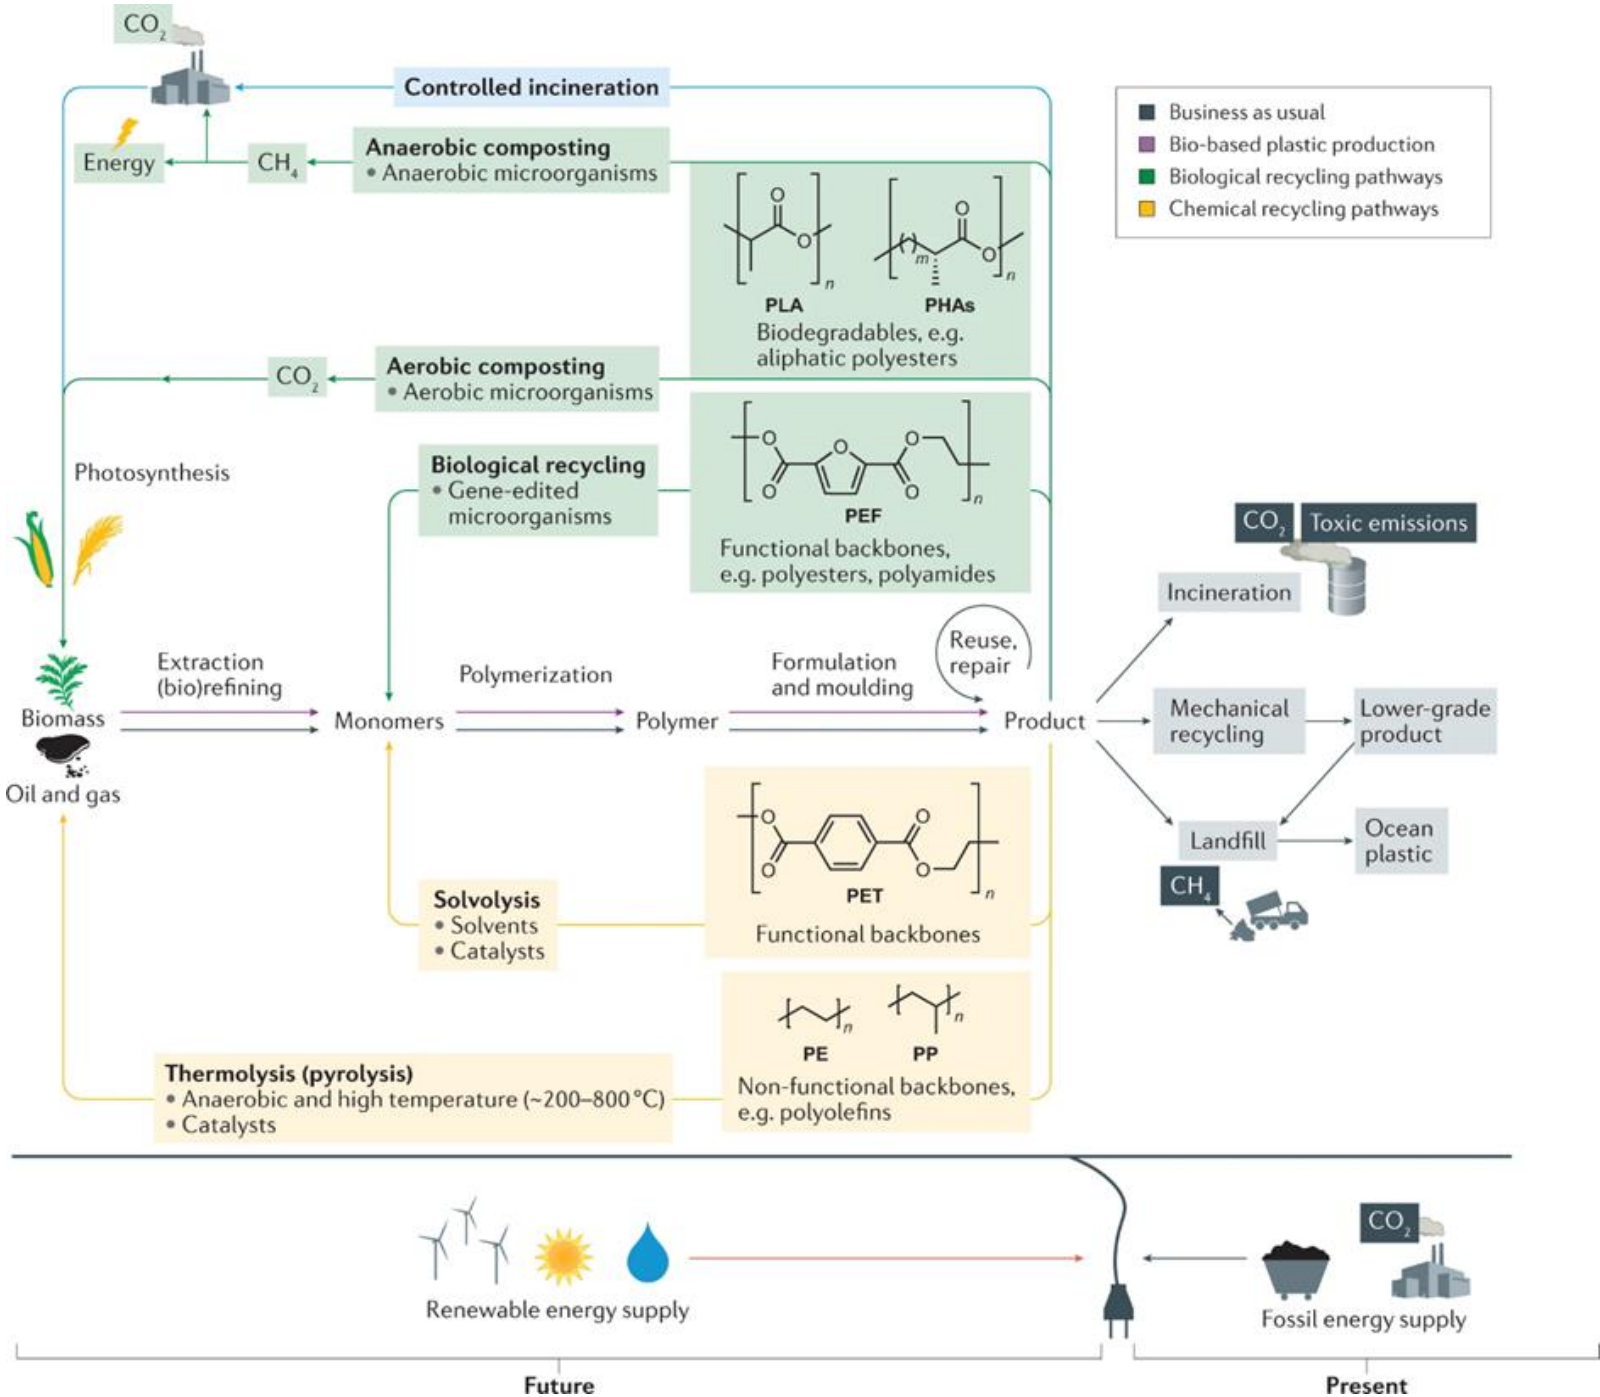 CO2
Controlled incineration
Business as usual
Bio-based plastic production
Biological recycling pathways
Chemical recycling pathways
Energy
CH4
Anaerobic composting
• Anaerobic microorganisms
O
O
n
PLA
m
O
O
n
PHAs
Biodegradables, e.g.
aliphatic polyesters
CO2
Aerobic composting
• Aerobic microorganisms
Photosynthesis
Biological recycling
• Gene-edited
microorganisms
O
O
O
O
O
n
PEF
Functional backbones,
e.g. polyesters, polyamides
CO2
Toxic emissions
Incineration
Extraction
(bio)refining
Polymerization
Formulation
and moulding
Reuse,
repair
Biomass
Monomers
Polymer
Product
Mechanical
recycling
Lower-grade
product
Oil and gas
Landfill
Ocean
plastic
CH4
O
O
O
O
n
PET
Functional backbones
Solvolysis
• Solvents
• Catalysts
n
PE
n
PP
Non-functional backbones,
e.g. polyolefins
Thermolysis (pyrolysis)
• Anaerobic and high temperature (~200–800 °C)
• Catalysts
Renewable energy supply
CO2
Fossil energy supply
Future
Present